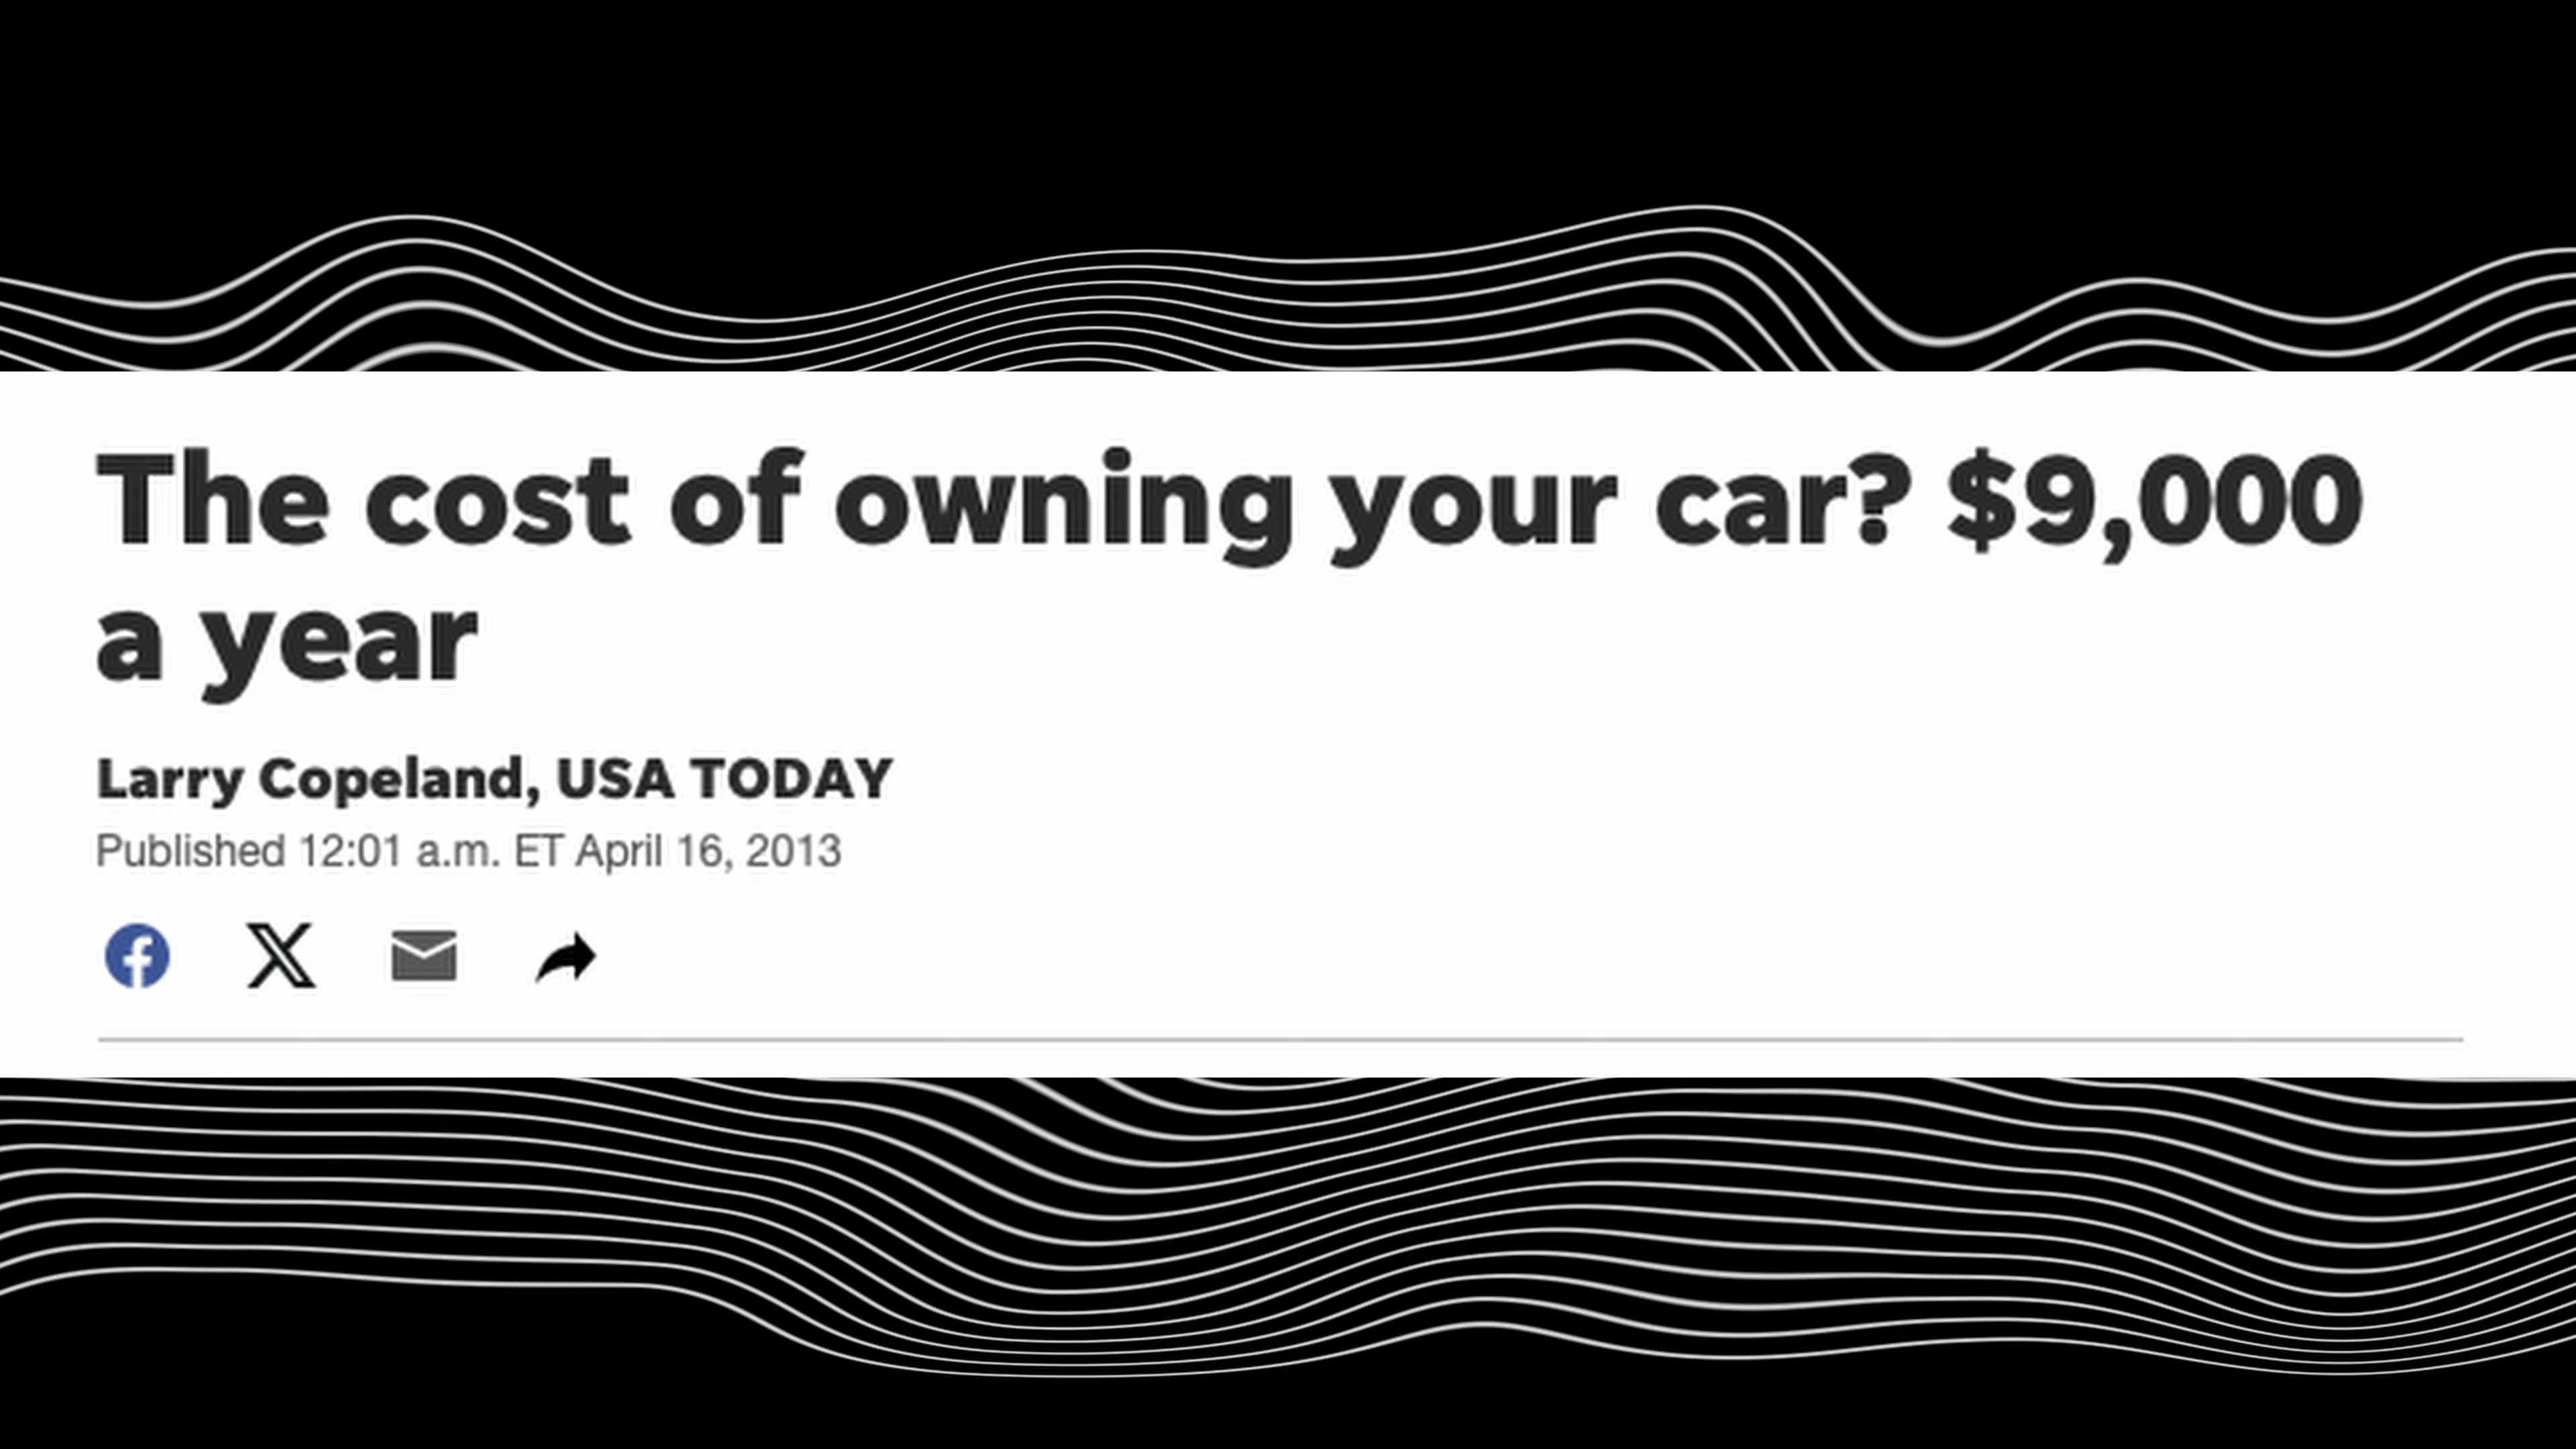 The cost of owning your car? $9,000
a year
Larry Copeland, USA TODAY
Published 12:01 a.m. ET April 16, 2013